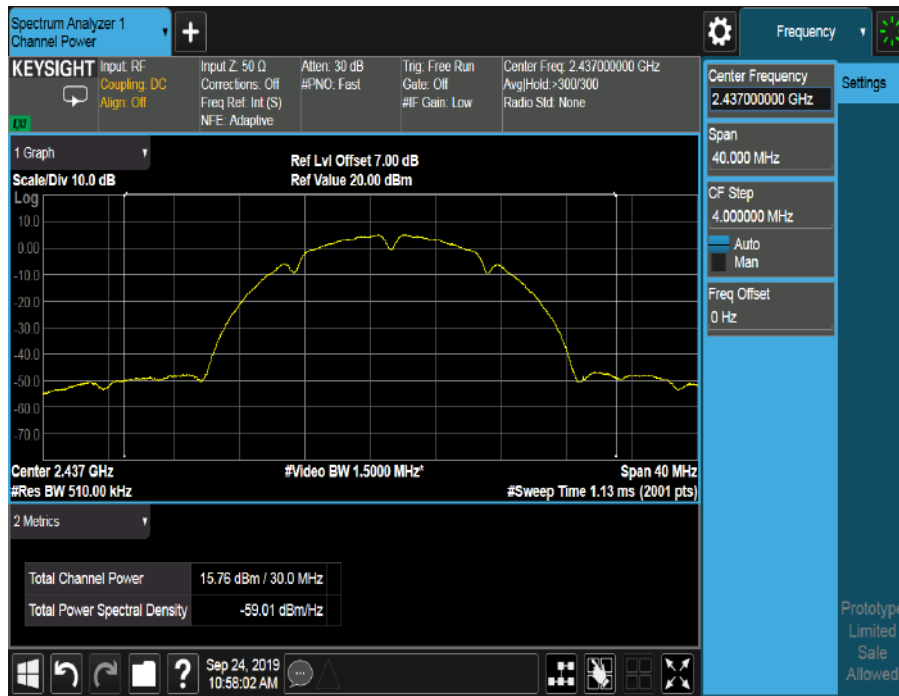 Spectrum Analyzer 1
Channel Power
+
Frequency
KEYSIGHT
LXI
Input: RF
Coupling: DC
Align: Off
Input Z: 50 Ω
Corrections: Off
Freq Ref: Int (S)
NFE: Adaptive
Atten: 30 dB
#PNO: Fast
Trig: Free Run
Gate: Off
#IF Gain: Low
Center Freq: 2.437000000 GHz
Avg|Hold:>300/300
Radio Std: None
Center Frequency
2.437000000 GHz
Settings
Span
40.000 MHz
CF Step
4.000000 MHz
Auto
Man
Freq Offset
0 Hz
1 Graph
Scale/Div 10.0 dB
Ref Lvl Offset 7.00 dB
Ref Value 20.00 dBm
Log
10.0
0.00
-10.0
-20.0
-30.0
-40.0
-50.0
-60.0
-70.0
Center 2.437 GHz
#Video BW 1.5000 MHz*
Span 40 MHz
#Res BW 510.00 kHz
#Sweep Time 1.13 ms (2001 pts)
2 Metrics
Total Channel Power 15.76 dBm / 30.0 MHz
Total Power Spectral Density -59.01 dBm/Hz
Prototype
Limited
Sale
Allowed
?
Sep 24, 2019
10:58:02 AM